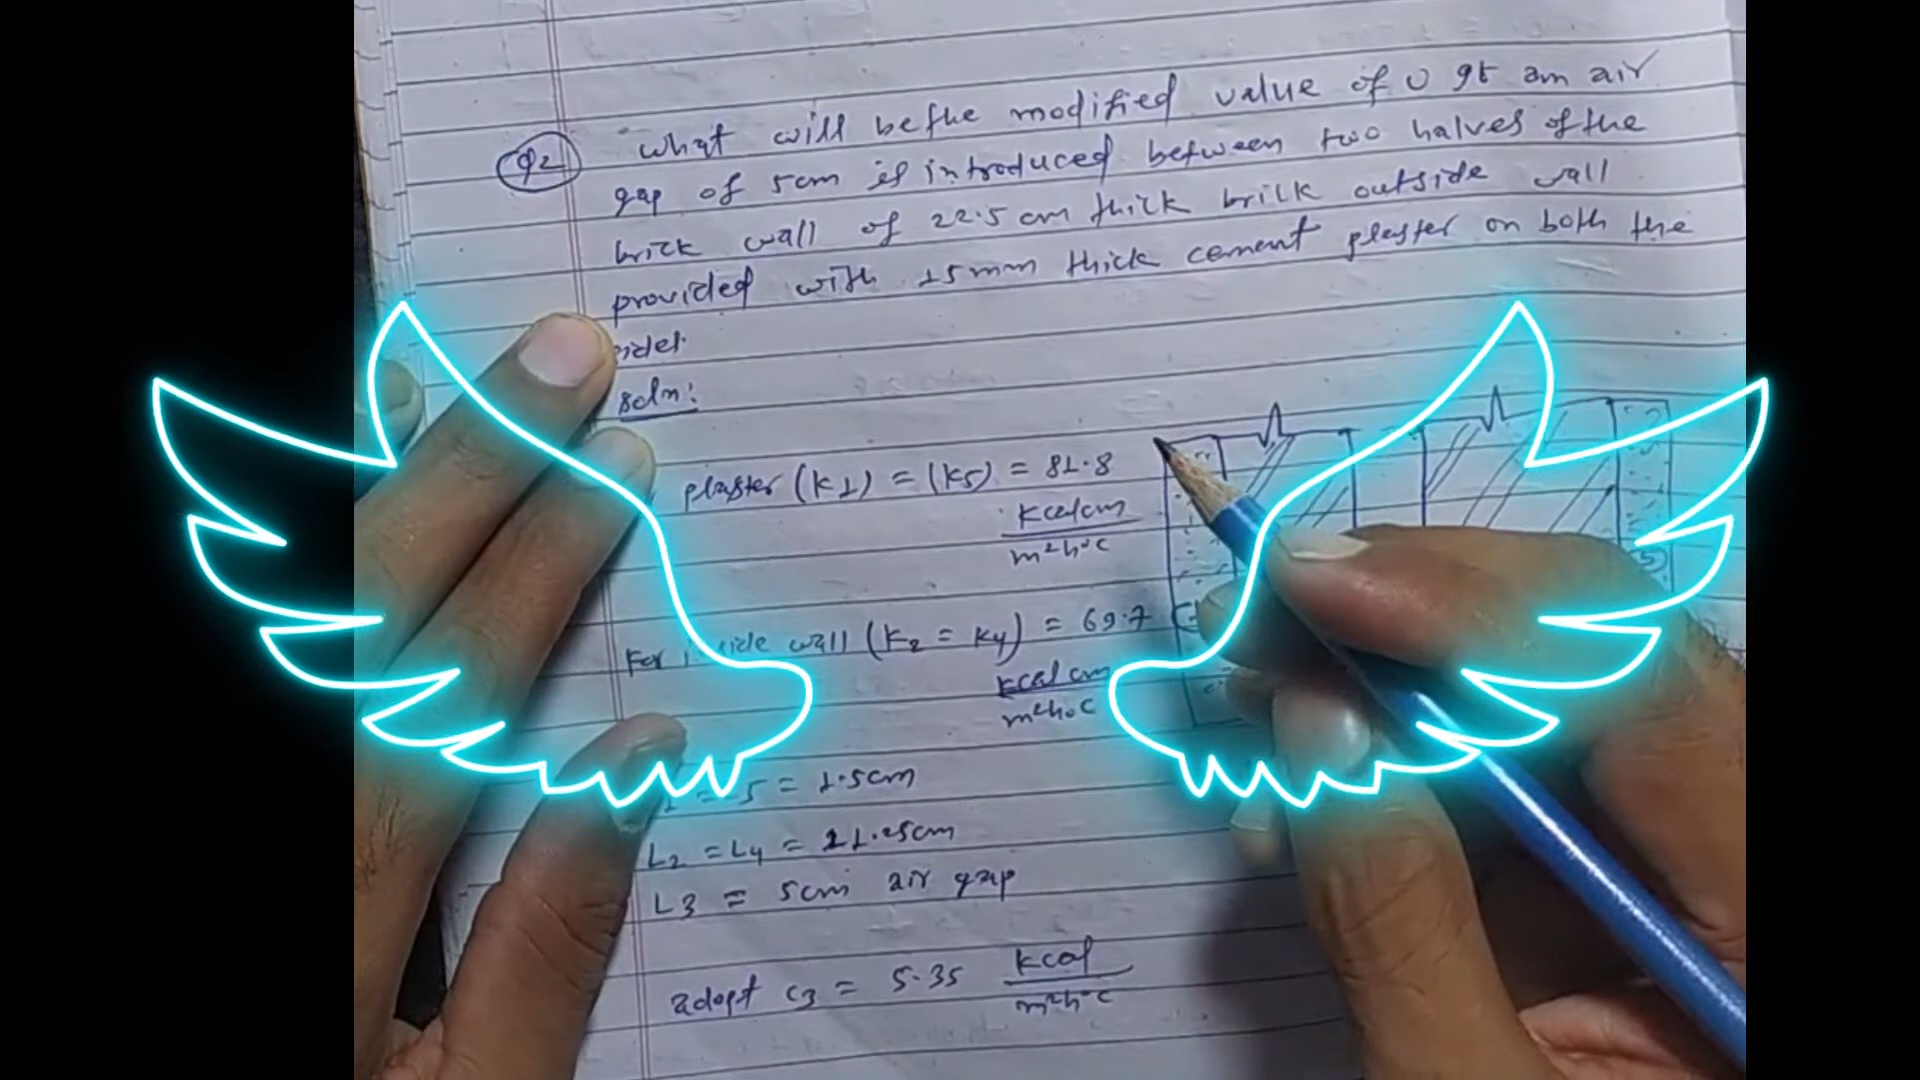 Q2 what will be the modified value of U if an air
gap of 5cm is introduced between two halves of the
brick wall of 22.5 cm thick brick outside wall
provided with 15mm thick cement plaster on both the
sides.
soln:
plaster (K1) = (K5) = 81.8
kcal cm
m²h°C
For wall (K2 = K4) = 69.7
kcal cm
m²h°C
5 = 1.5cm
L2 = L4 = 11.25cm
L3 = 5cm air gap
adopt C3 = 5.35 kcal
m²h°C
5